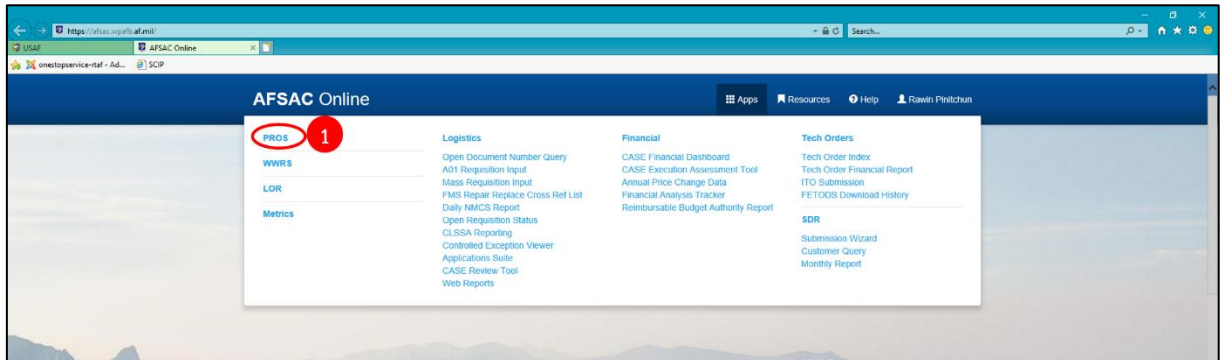 https://afsac.wpafb.af.mil/
Search...
USAF
AFSAC Online
onestopservice-rtaf - Ad...
SCIP
AFSAC Online
Apps
Resources
Help
Rawin Pinitchun
PROS
1
WWRS
LOR
Metrics
Logistics
Open Document Number Query
A01 Requisition Input
Mass Requisition Input
FMS Repair Replace Cross Ref List
Daily NMCS Report
Open Requisition Status
CLSSA Reporting
Controlled Exception Viewer
Applications Suite
CASE Review Tool
Web Reports
Financial
CASE Financial Dashboard
CASE Execution Assessment Tool
Annual Price Change Data
Financial Analysis Tracker
Reimbursable Budget Authority Report
Tech Orders
Tech Order Index
Tech Order Financial Report
ITO Submission
FETODS Download History
SDR
Submission Wizard
Customer Query
Monthly Report